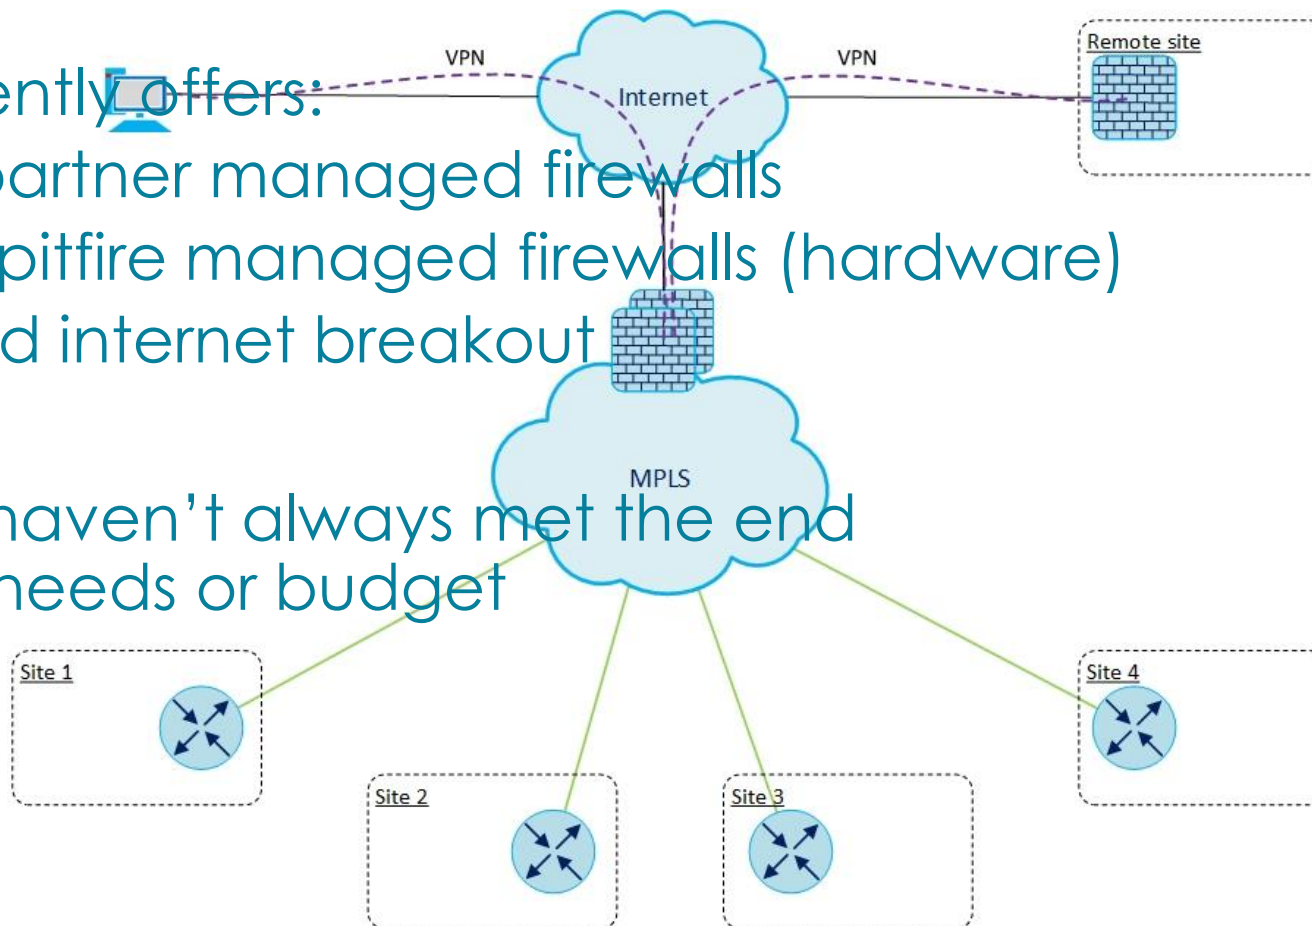 VPN
VPN
Remote site
ently offers:
Internet
partner managed firewalls
pitfire managed firewalls (hardware)
d internet breakout
MPLS
haven’t always met the end
needs or budget
Site 1
Site 4
Site 2
Site 3